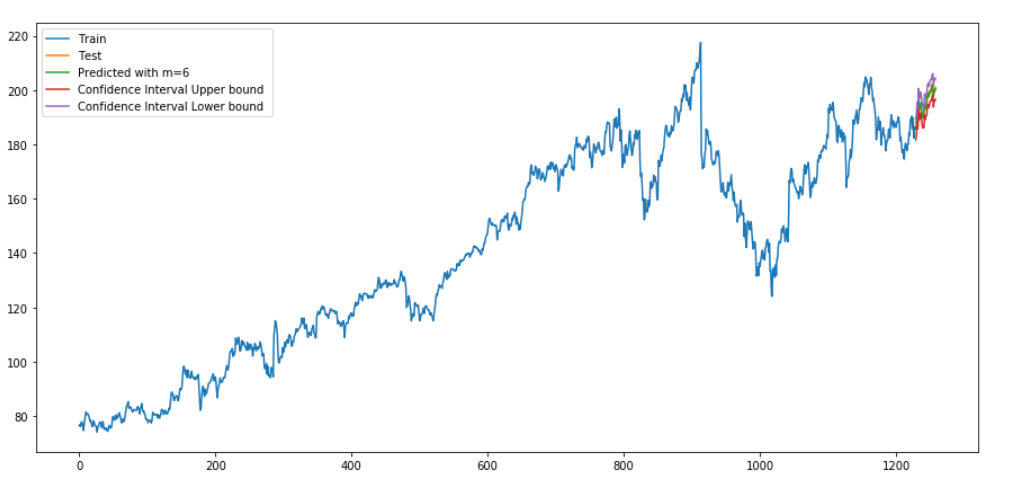 220
200
180
160
140
120
100
80
Train
Test
Predicted with m=6
Confidence Interval Upper bound
Confidence Interval Lower bound
0 200 400 600 800 1000 1200